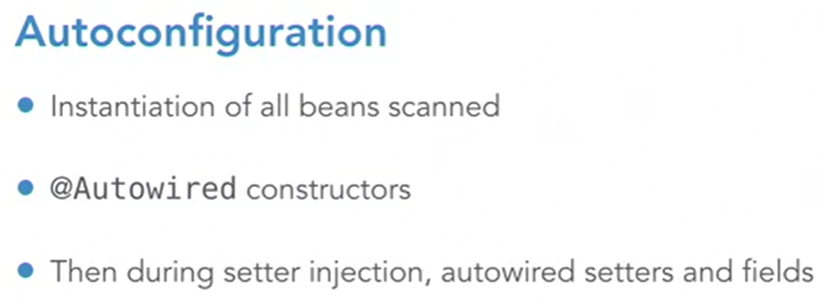 Autoconfiguration
• Instantiation of all beans scanned
• @Autowired constructors
• Then during setter injection, autowired setters and fields